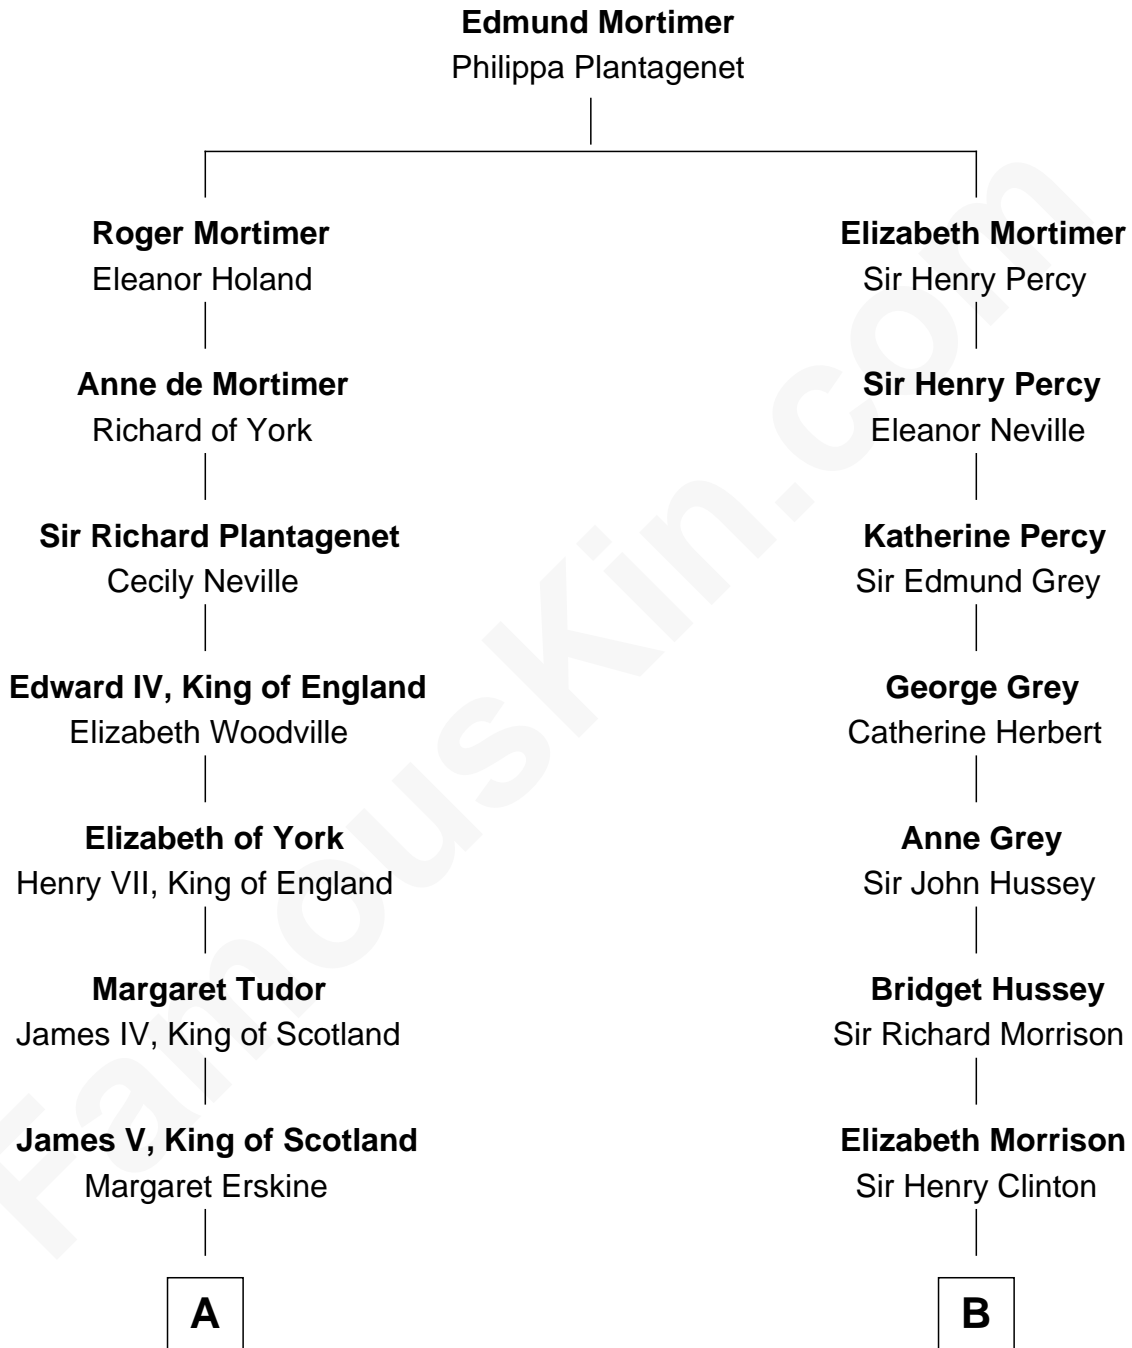 Edmund Mortimer
Philippa Plantagenet
Roger Mortimer
Eleanor Holand
Elizabeth Mortimer
Sir Henry Percy
Anne de Mortimer
Richard of York
Sir Henry Percy
Eleanor Neville
Sir Richard Plantagenet
Cecily Neville
Katherine Percy
Sir Edmund Grey
Edward IV, King of England
Elizabeth Woodville
George Grey
Catherine Herbert
Elizabeth of York
Henry VII, King of England
Anne Grey
Sir John Hussey
Margaret Tudor
James IV, King of Scotland
Bridget Hussey
Sir Richard Morrison
James V, King of Scotland
Margaret Erskine
Elizabeth Morrison
Sir Henry Clinton
A
B
FamousKin.com